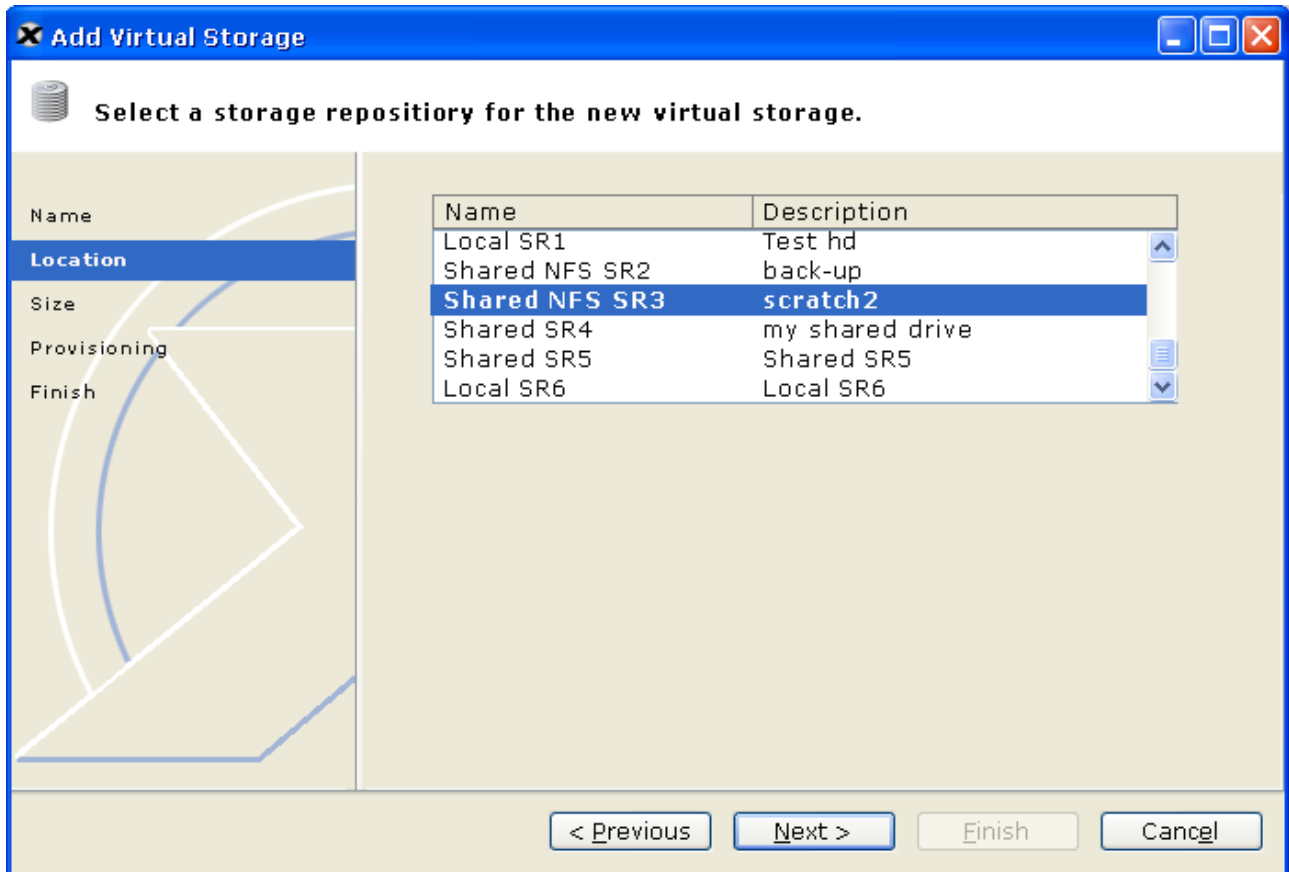 Add Virtual Storage
Select a storage repositiory for the new virtual storage.
Name
Location
Size
Provisioning
Finish
Name Description
Local SR1 Test hd
Shared NFS SR2 back-up
Shared NFS SR3 scratch2
Shared SR4 my shared drive
Shared SR5 Shared SR5
Local SR6 Local SR6
< Previous Next > Finish Cancel